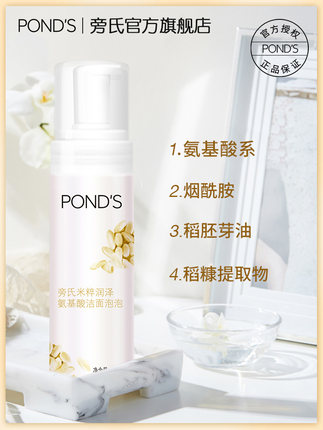 POND'S | 旁氏官方旗舰店
官方授权
POND'S
正品保证
1.氨基酸系
2.烟酰胺
3.稻胚芽油
4.稻糠提取物
POND'S
旁氏米粹润泽
氨基酸洁面泡泡